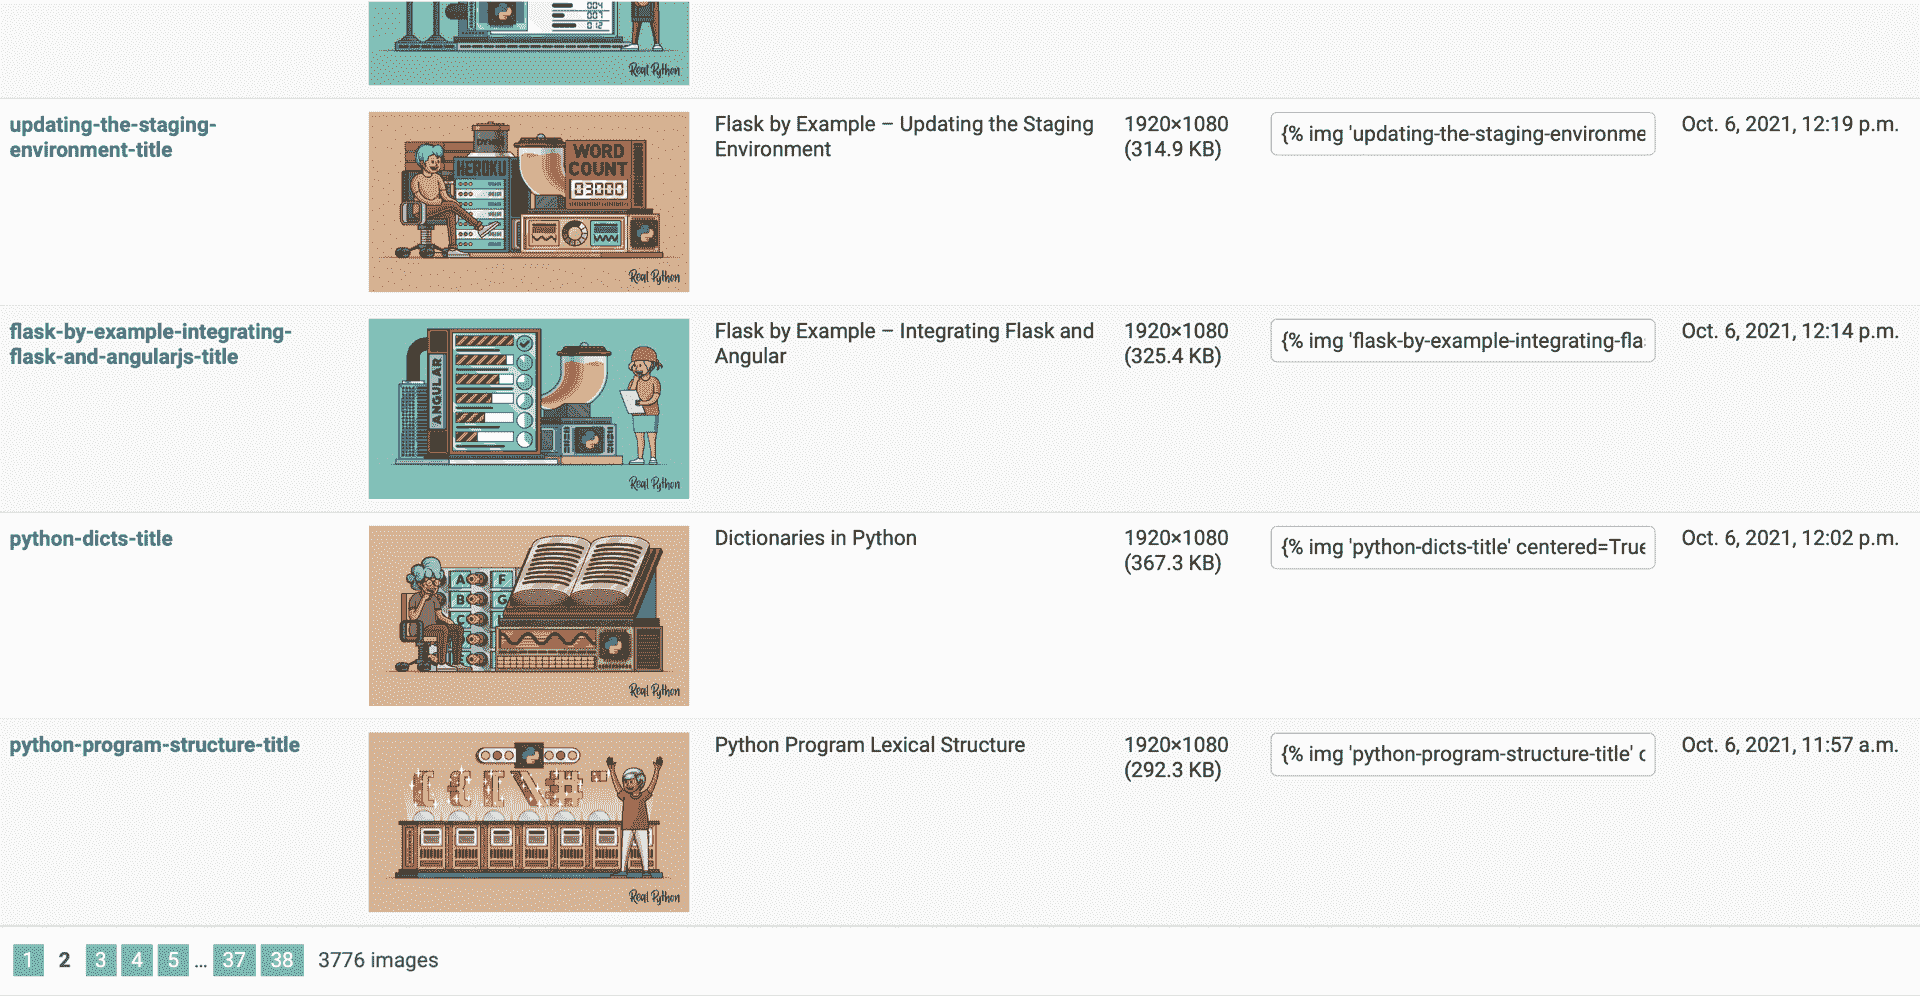 004
007
012
Real Python
updating-the-staging-
environment-title
HEROKU
WORD
COUNT
03000
Real Python
Flask by Example – Updating the Staging
Environment
1920×1080
(314.9 KB)
{% img 'updating-the-staging-environme
Oct. 6, 2021, 12:19 p.m.
flask-by-example-integrating-
flask-and-angularjs-title
ANGULAR
Real Python
Flask by Example – Integrating Flask and
Angular
1920×1080
(325.4 KB)
{% img 'flask-by-example-integrating-fla
Oct. 6, 2021, 12:14 p.m.
python-dicts-title
A F
B G
C
Real Python
Dictionaries in Python
1920×1080
(367.3 KB)
{% img 'python-dicts-title' centered=True
Oct. 6, 2021, 12:02 p.m.
python-program-structure-title
Real Python
Python Program Lexical Structure
1920×1080
(292.3 KB)
{% img 'python-program-structure-title' c
Oct. 6, 2021, 11:57 a.m.
1 2 3 4 5 ... 37 38 3776 images